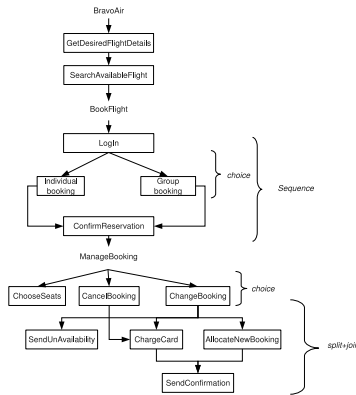 BravoAir
GetDesiredFlightDetails
SearchAvailableFlight
BookFlight
LogIn
Individual
booking
Group
booking
choice
Sequence
ConfirmReservation
ManageBooking
ChooseSeats
CancelBooking
ChangeBooking
choice
SendUnAvailability
ChargeCard
AllocateNewBooking
split+join
SendConfirmation